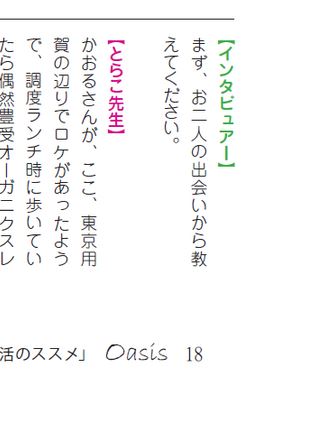 【インタビュアー】
まず、お二人の出会いから教
えてください。
【とらこ先生】
かおるさんが、ここ、東京用
賀の辺りでロケがあったよう
で、調度ランチ時に歩いてい
たら偶然豊受オーガニクスレ
活のススメ」 Oasis 18